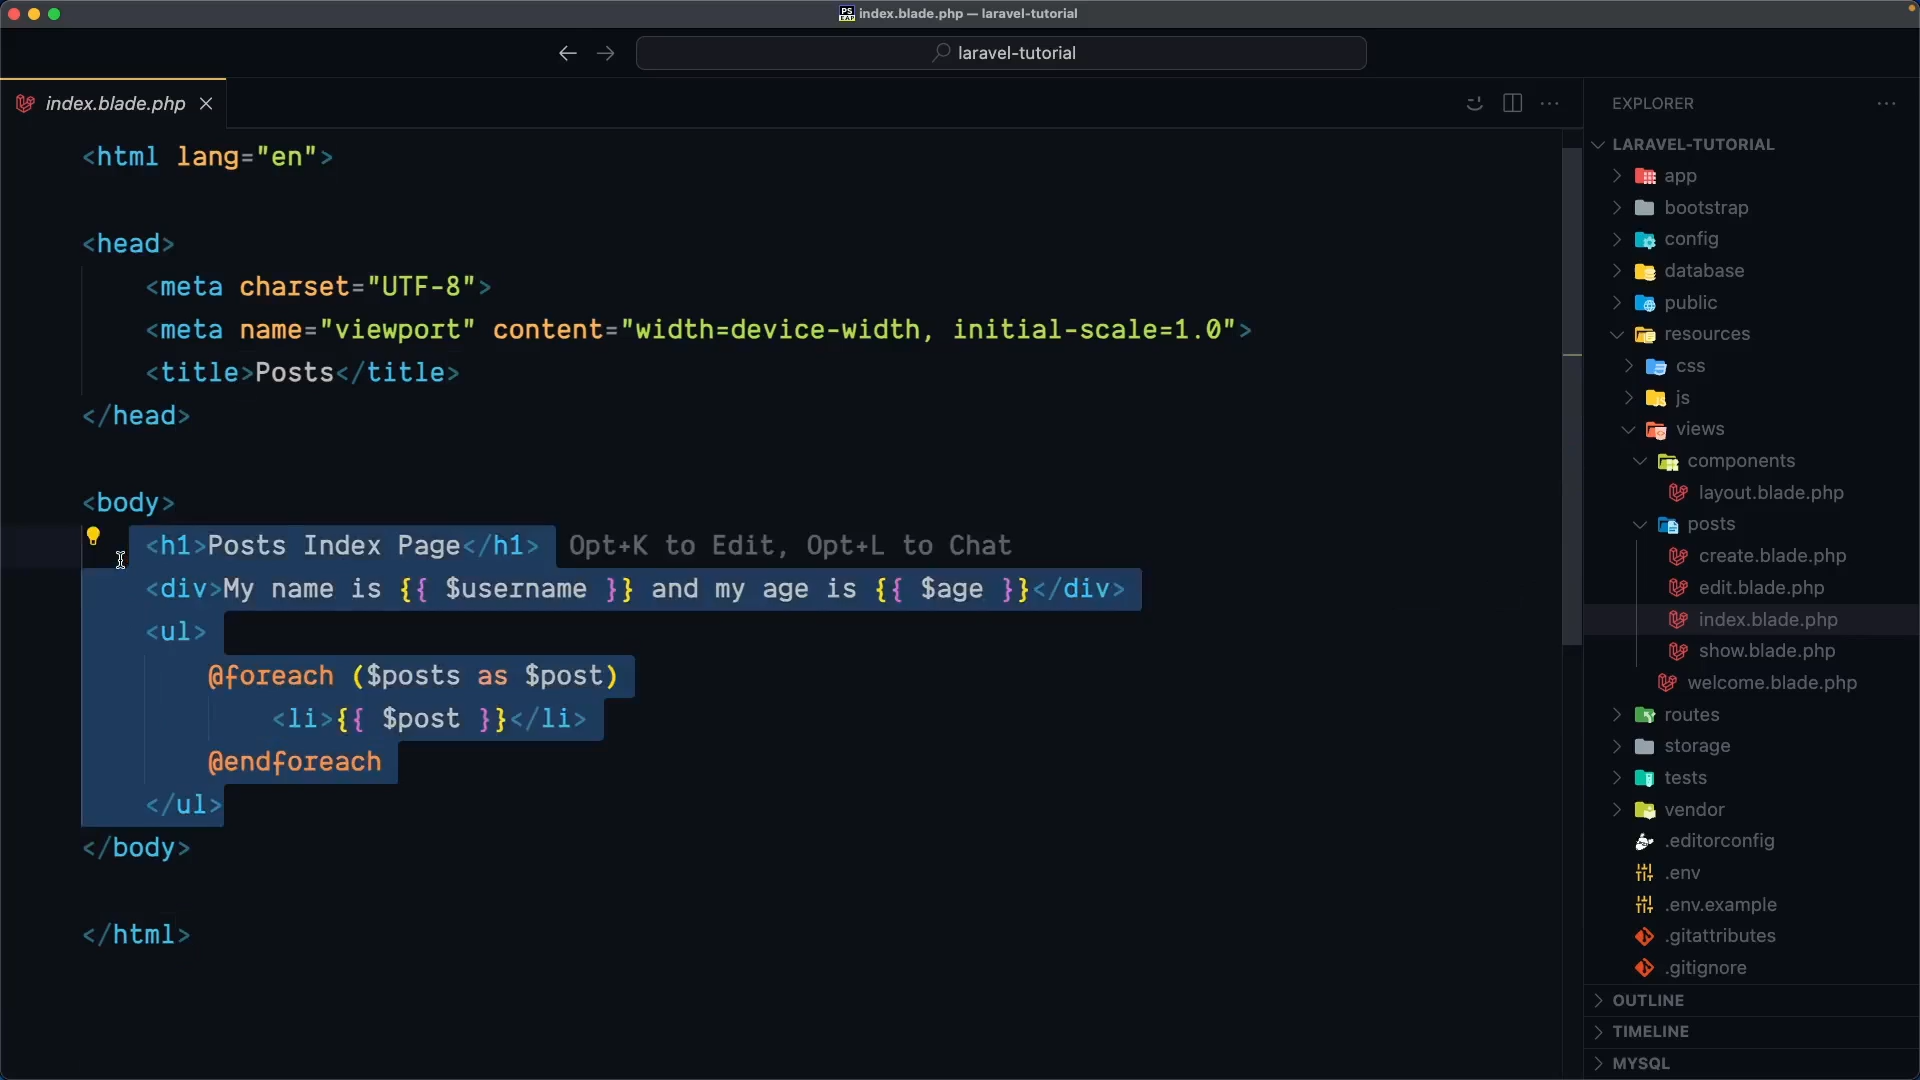 PS
EAP
index.blade.php — laravel-tutorial
laravel-tutorial
index.blade.php
<html lang="en">
<head>
<meta charset="UTF-8">
<meta name="viewport" content="width=device-width, initial-scale=1.0">
<title>Posts</title>
</head>
<body>
<h1>Posts Index Page</h1> Opt+K to Edit, Opt+L to Chat
<div>My name is {{ $username }} and my age is {{ $age }}</div>
<ul>
@foreach ($posts as $post)
<li>{{ $post }}</li>
@endforeach
</ul>
</body>
</html>
EXPLORER
LARAVEL-TUTORIAL
app
bootstrap
config
database
public
resources
css
js
views
components
layout.blade.php
posts
create.blade.php
edit.blade.php
index.blade.php
show.blade.php
welcome.blade.php
routes
storage
tests
vendor
.editorconfig
.env
.env.example
.gitattributes
.gitignore
OUTLINE
TIMELINE
MYSQL